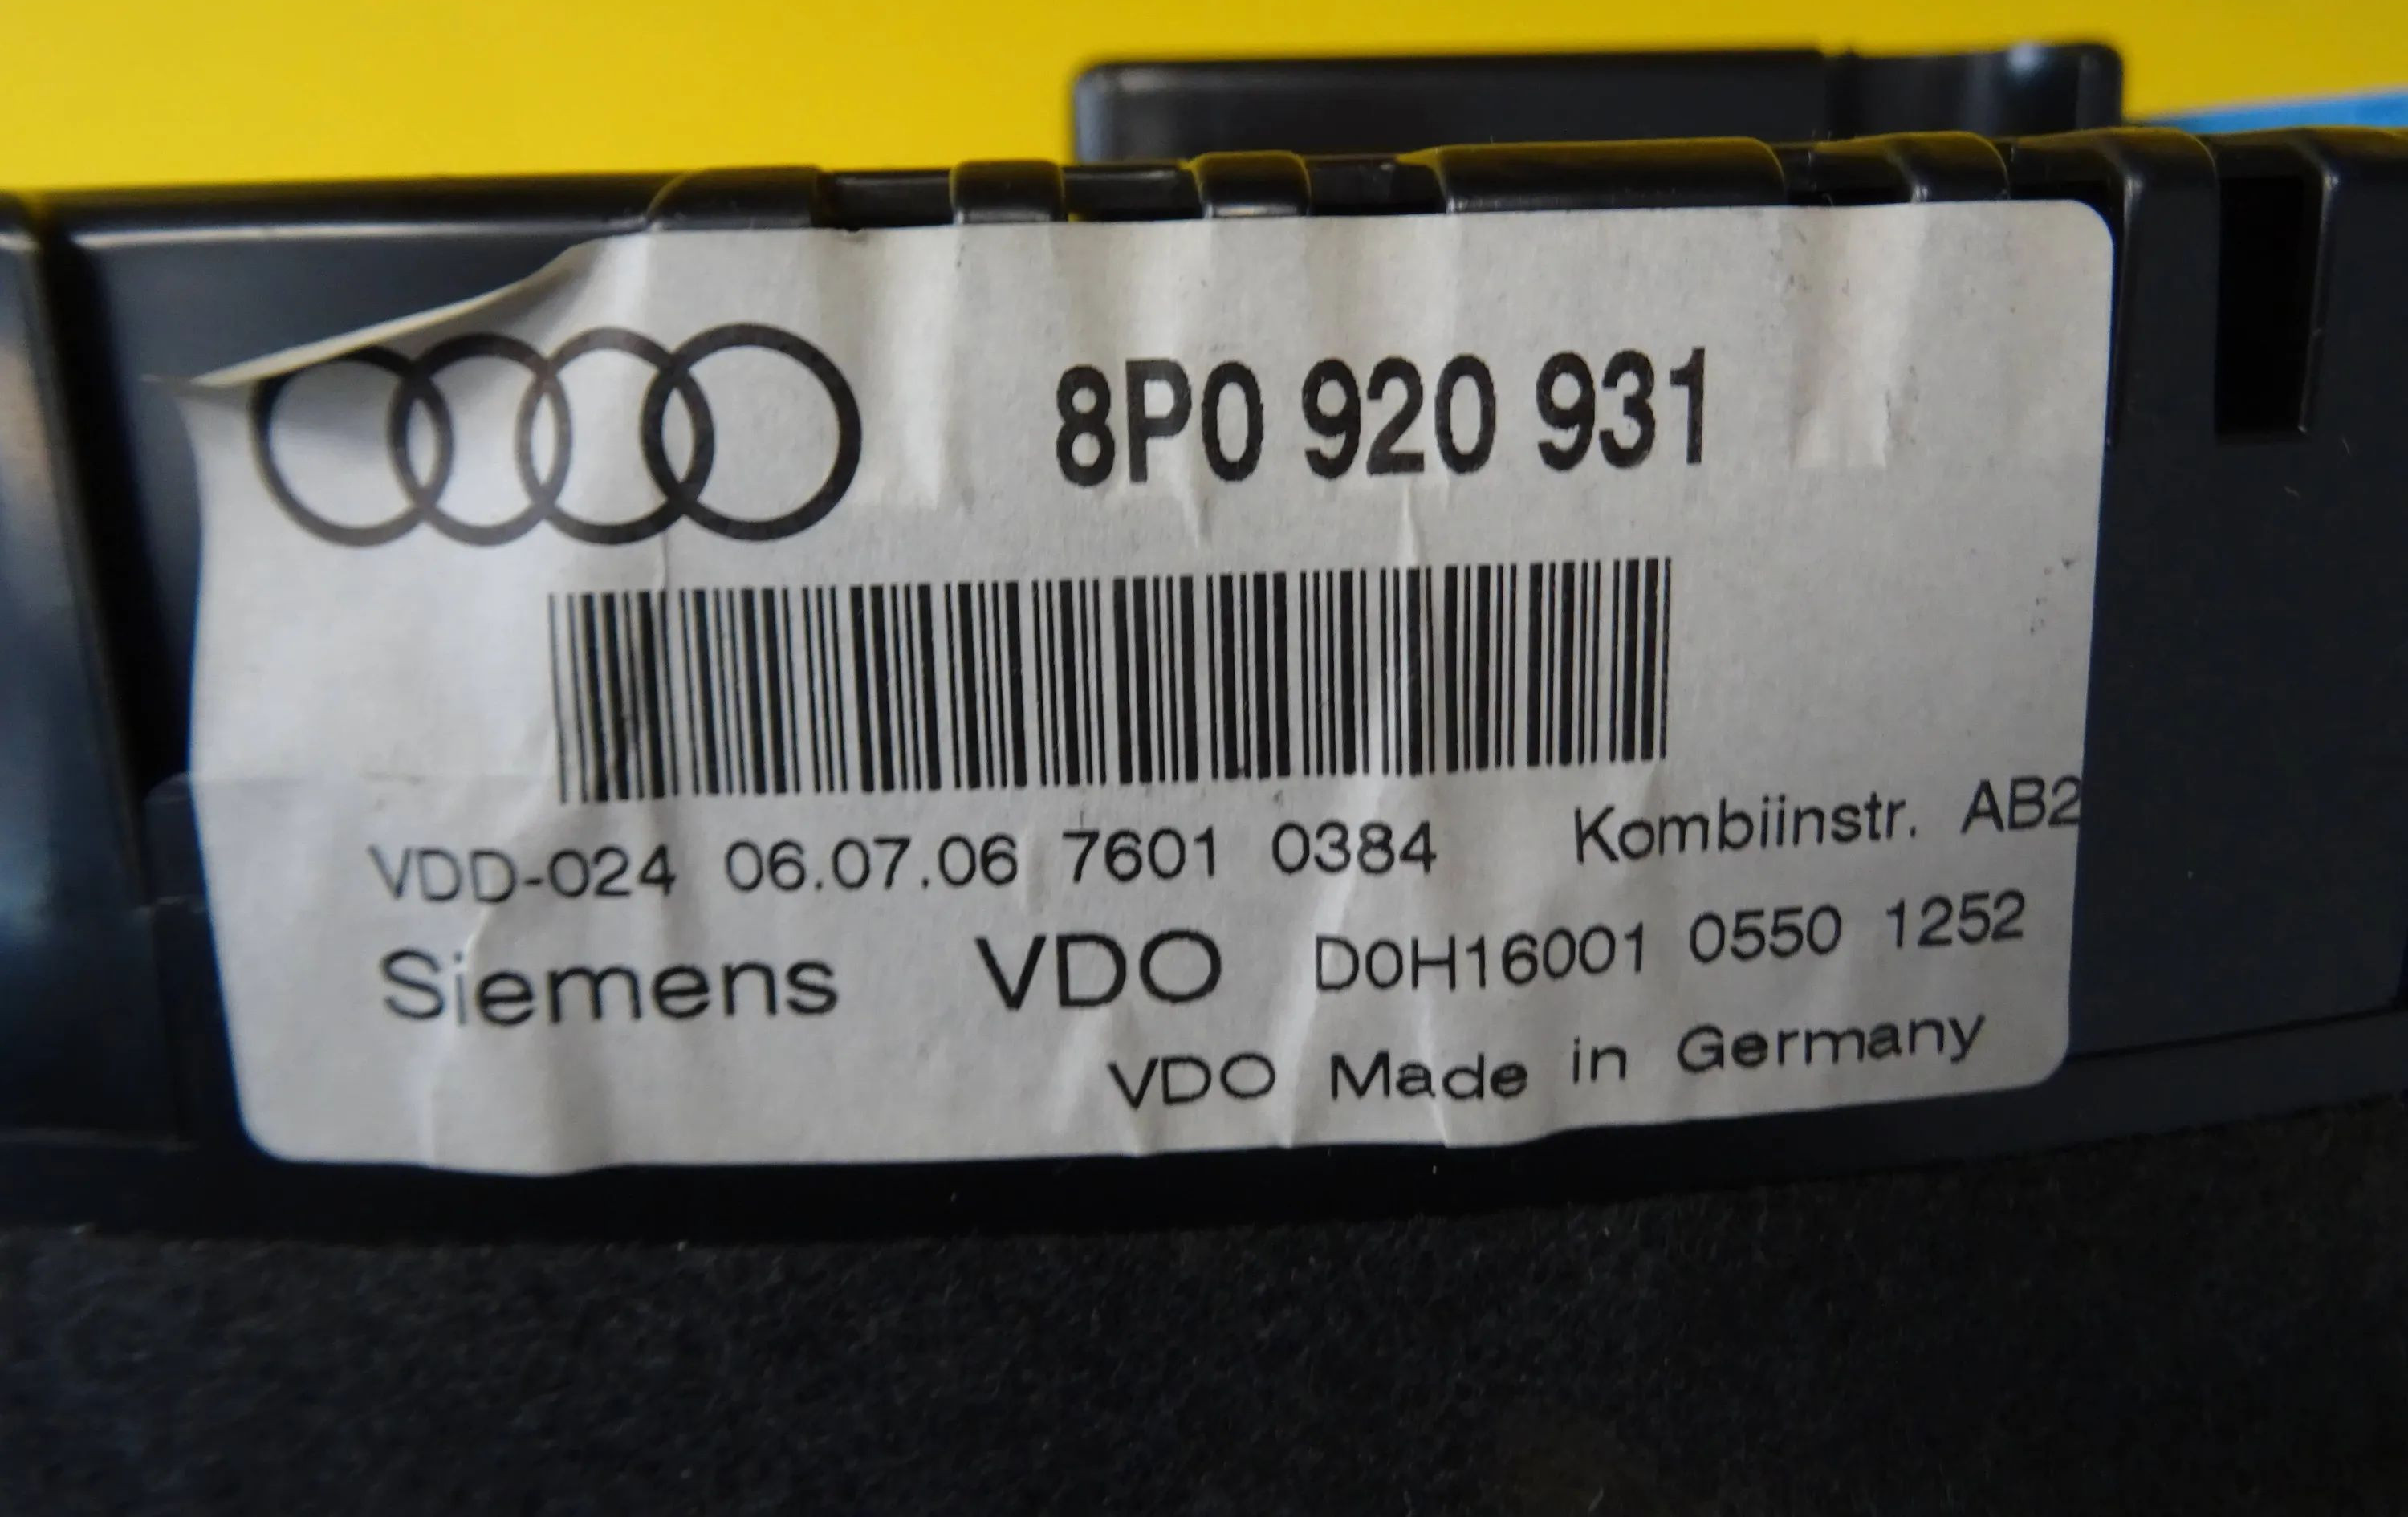 8P0 920 931
VDD-024 06.07.06 7601 0384 Kombiinstr. AB2
Siemens VDO D0H16001 0550 1252
VDO Made in Germany